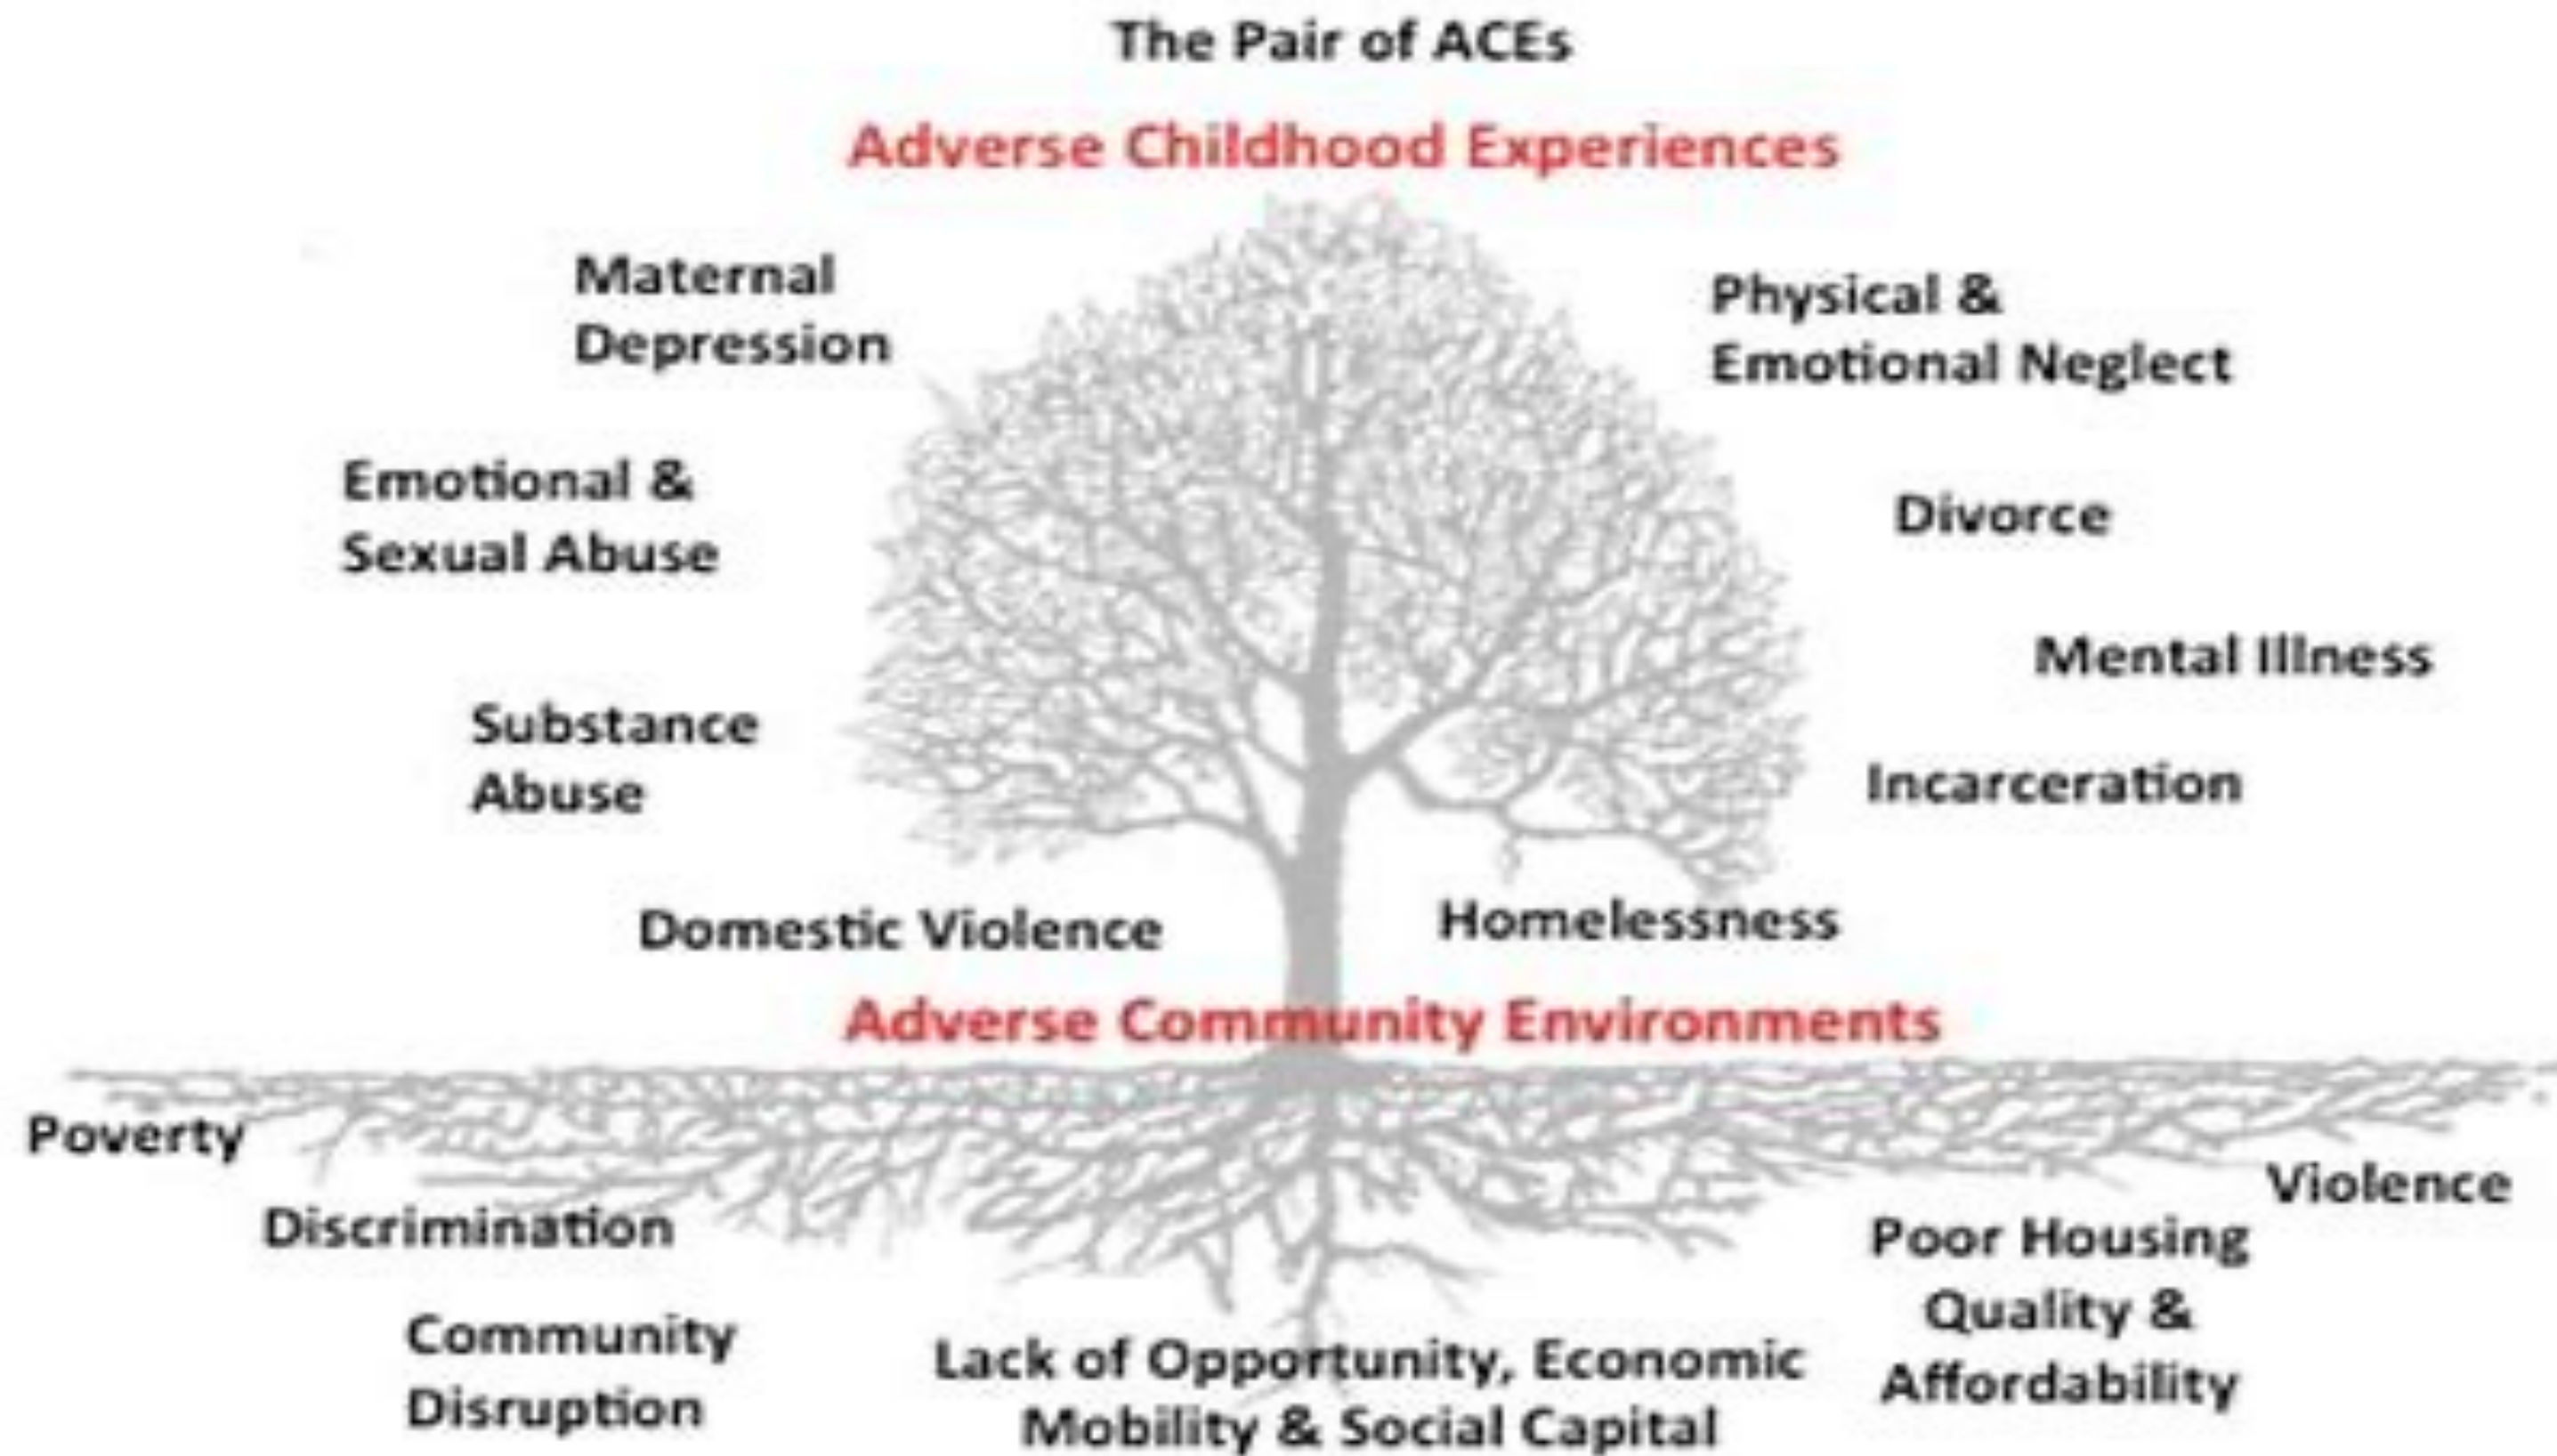 The Pair of ACEs
Adverse Childhood Experiences
Maternal
Depression
Physical &
Emotional Neglect
Emotional &
Sexual Abuse
Divorce
Mental Illness
Substance
Abuse
Incarceration
Domestic Violence
Homelessness
Adverse Community Environments
Poverty
Violence
Discrimination
Poor Housing
Quality &
Affordability
Community
Disruption
Lack of Opportunity, Economic
Mobility & Social Capital